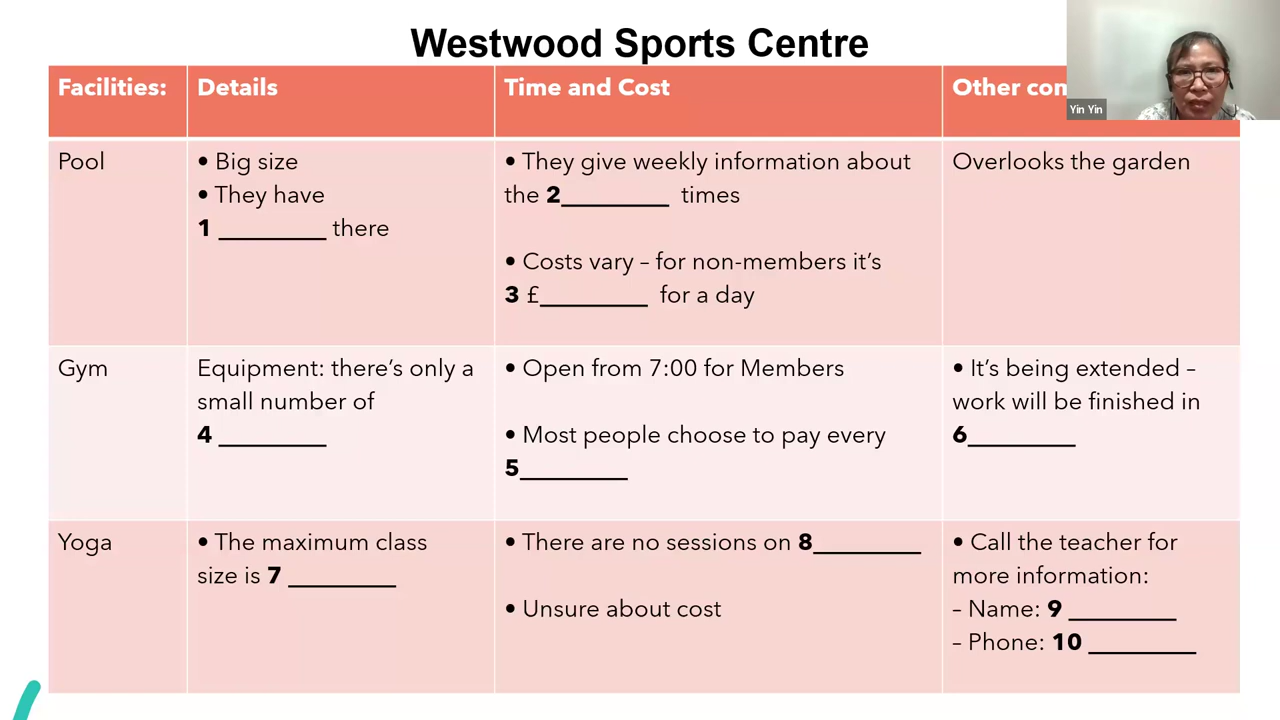 Westwood Sports Centre
Facilities:
Details
Time and Cost
Other con
Yin Yin
Pool
• Big size
• They have
1 _________ there
• They give weekly information about
the 2_________ times
• Costs vary – for non-members it’s
3 £_________ for a day
Overlooks the garden
Gym
Equipment: there’s only a
small number of
4 _________
• Open from 7:00 for Members
• Most people choose to pay every
5_________
• It’s being extended –
work will be finished in
6_________
Yoga
• The maximum class
size is 7 _________
• There are no sessions on 8_________
• Unsure about cost
• Call the teacher for
more information:
– Name: 9 _________
– Phone: 10 _________